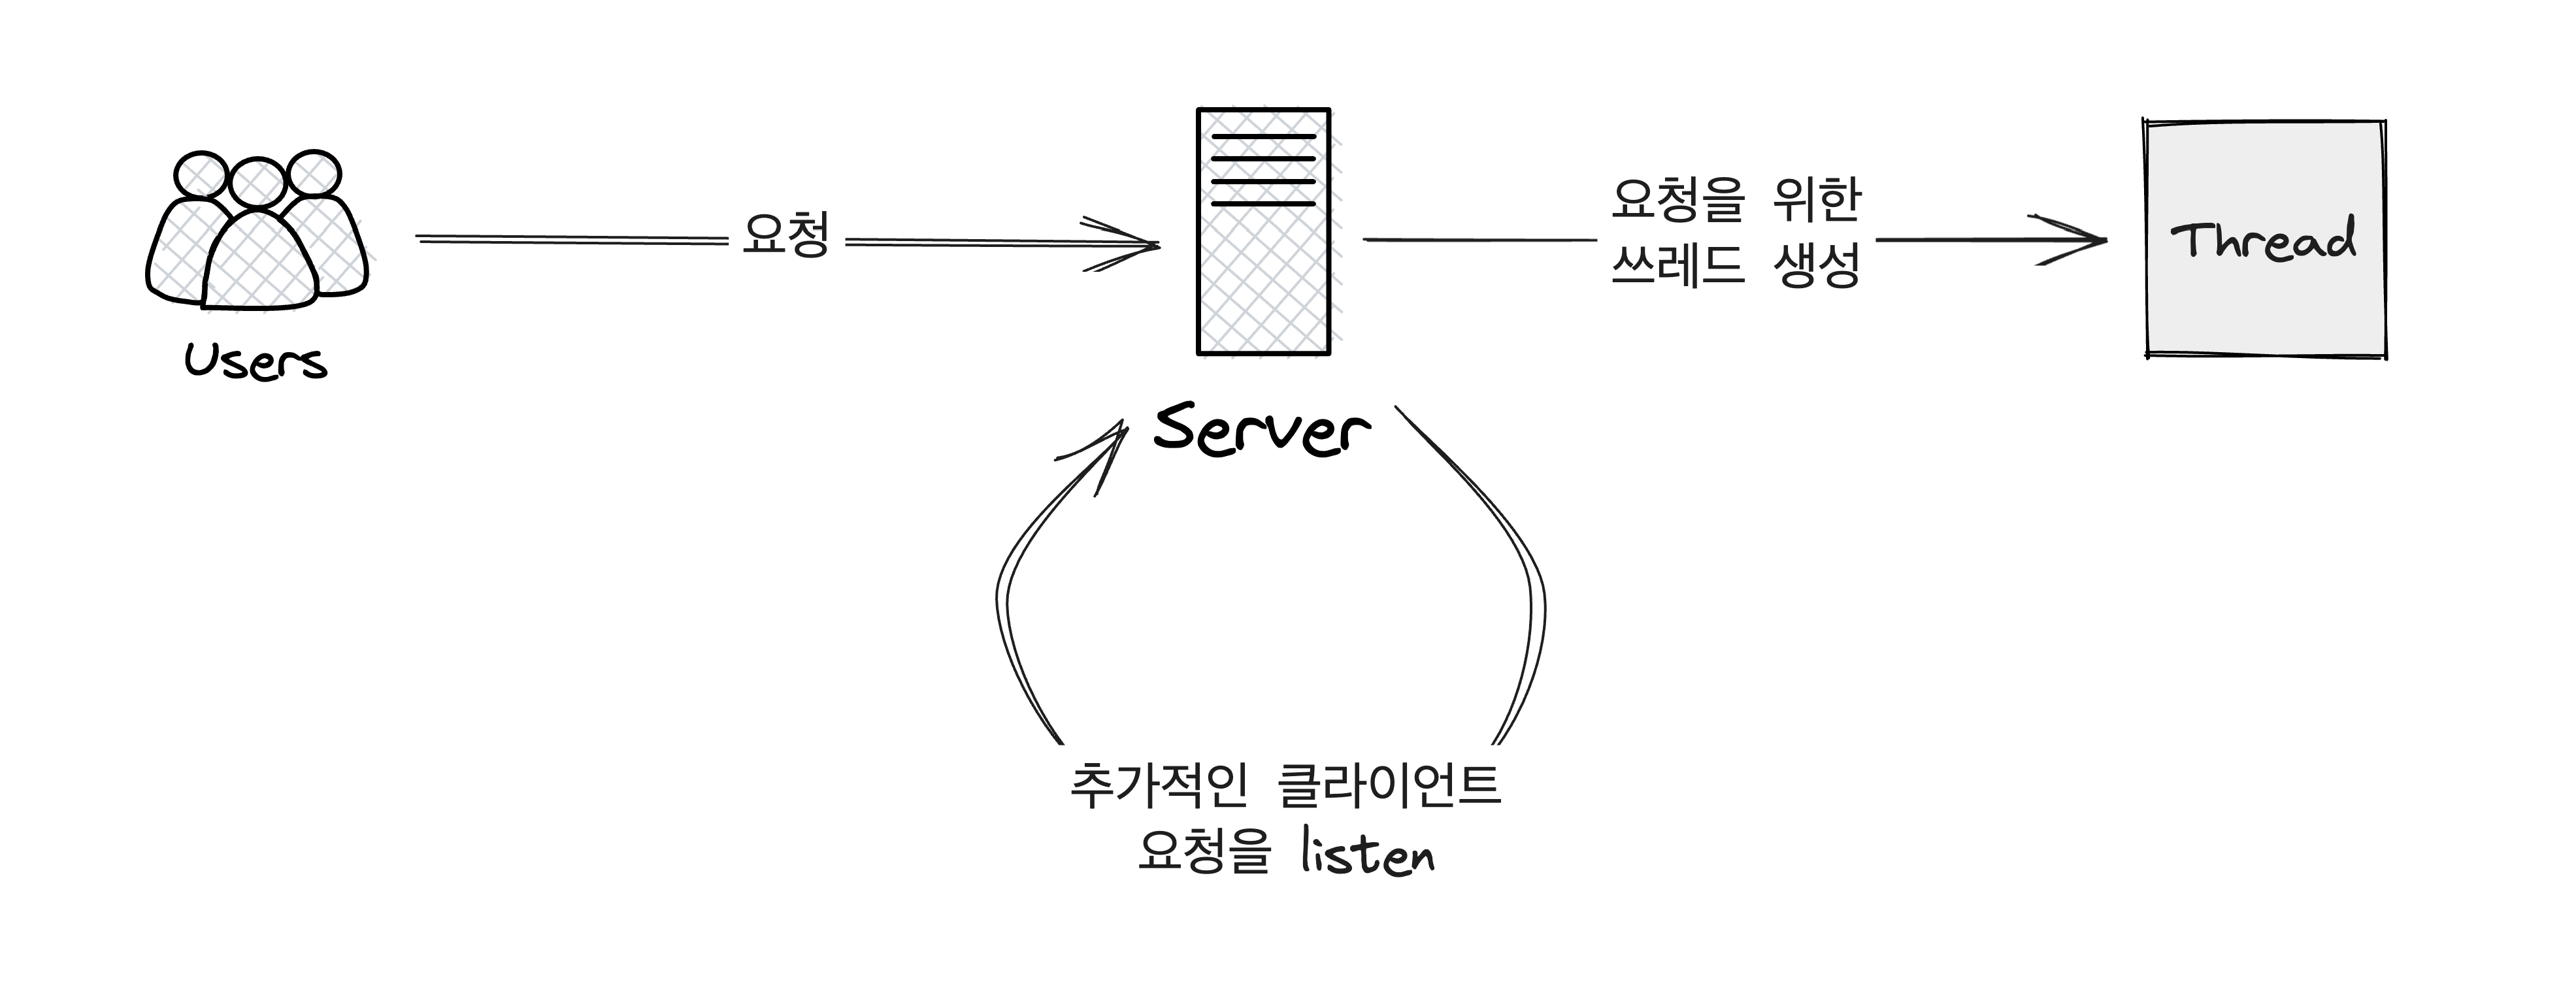 Users
요청
Server
요청을 위한
쓰레드 생성
Thread
추가적인 클라이언트
요청을 listen